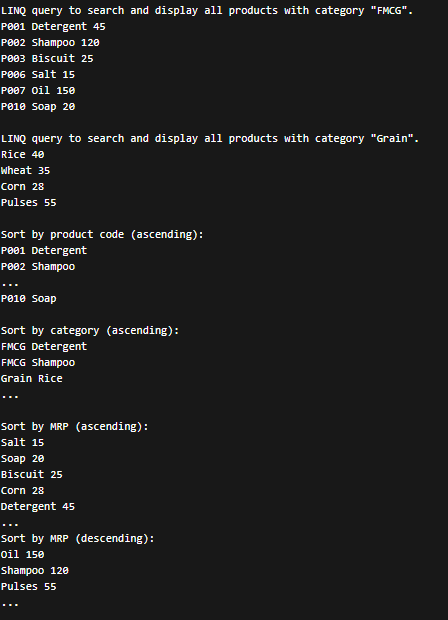 LINQ query to search and display all products with category "FMCG".
P001 Detergent 45
P002 Shampoo 120
P003 Biscuit 25
P006 Salt 15
P007 Oil 150
P010 Soap 20

LINQ query to search and display all products with category "Grain".
Rice 40
Wheat 35
Corn 28
Pulses 55

Sort by product code (ascending):
P001 Detergent
P002 Shampoo
...
P010 Soap

Sort by category (ascending):
FMCG Detergent
FMCG Shampoo
Grain Rice
...

Sort by MRP (ascending):
Salt 15
Soap 20
Biscuit 25
Corn 28
Detergent 45
...
Sort by MRP (descending):
Oil 150
Shampoo 120
Pulses 55
...